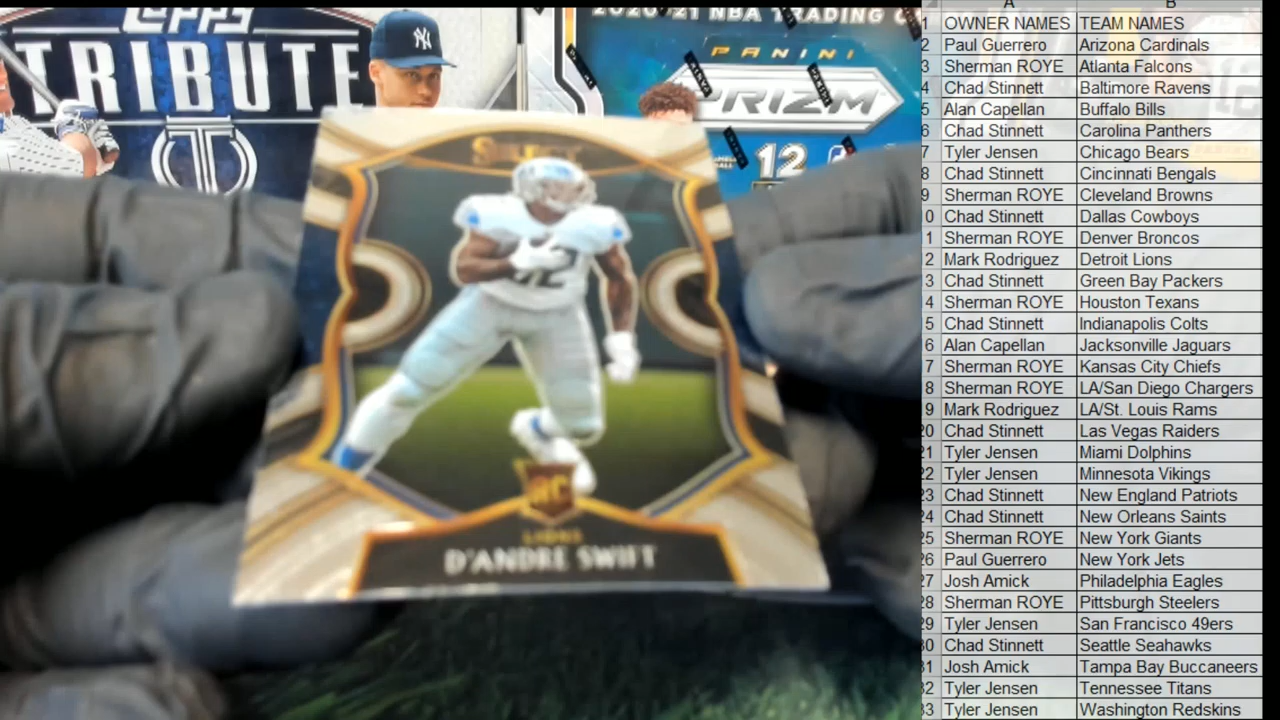 TOPPS
TRIBUTE
NY
2020-21 NBA TRADING
PANINI
PRIZM
12
SELECT
32
RC
LIONS
D'ANDRE SWIFT
A B
1 OWNER NAMES TEAM NAMES
2 Paul Guerrero Arizona Cardinals
3 Sherman ROYE Atlanta Falcons
4 Chad Stinnett Baltimore Ravens
5 Alan Capellan Buffalo Bills
6 Chad Stinnett Carolina Panthers
7 Tyler Jensen Chicago Bears
8 Chad Stinnett Cincinnati Bengals
9 Sherman ROYE Cleveland Browns
0 Chad Stinnett Dallas Cowboys
1 Sherman ROYE Denver Broncos
2 Mark Rodriguez Detroit Lions
3 Chad Stinnett Green Bay Packers
4 Sherman ROYE Houston Texans
5 Chad Stinnett Indianapolis Colts
6 Alan Capellan Jacksonville Jaguars
7 Sherman ROYE Kansas City Chiefs
8 Sherman ROYE LA/San Diego Chargers
9 Mark Rodriguez LA/St. Louis Rams
20 Chad Stinnett Las Vegas Raiders
21 Tyler Jensen Miami Dolphins
22 Tyler Jensen Minnesota Vikings
23 Chad Stinnett New England Patriots
24 Chad Stinnett New Orleans Saints
25 Sherman ROYE New York Giants
26 Paul Guerrero New York Jets
27 Josh Amick Philadelphia Eagles
28 Sherman ROYE Pittsburgh Steelers
29 Tyler Jensen San Francisco 49ers
30 Chad Stinnett Seattle Seahawks
31 Josh Amick Tampa Bay Buccaneers
32 Tyler Jensen Tennessee Titans
33 Tyler Jensen Washington Redskins